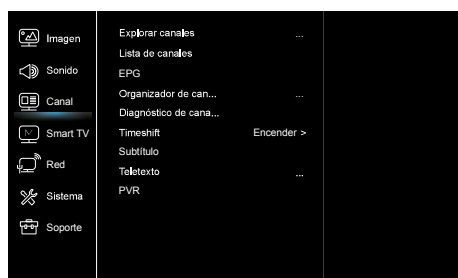 Imagen
Sonido
Canal
Smart TV
Red
Sistema
Soporte
Explorar canales ...
Lista de canales
EPG
Organizador de can... ...
Diagnóstico de cana...
Timeshift Encender >
Subtítulo
Teletexto ...
PVR